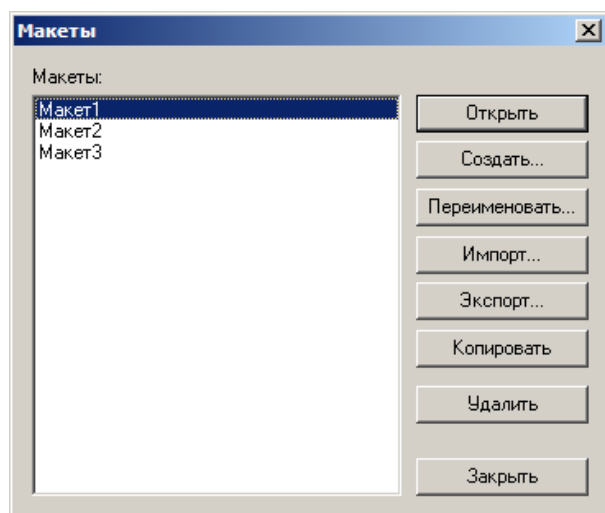 Макеты
Макеты:
Макет1
Макет2
Макет3
Открыть
Создать...
Переименовать...
Импорт...
Экспорт...
Копировать
Удалить
Закрыть